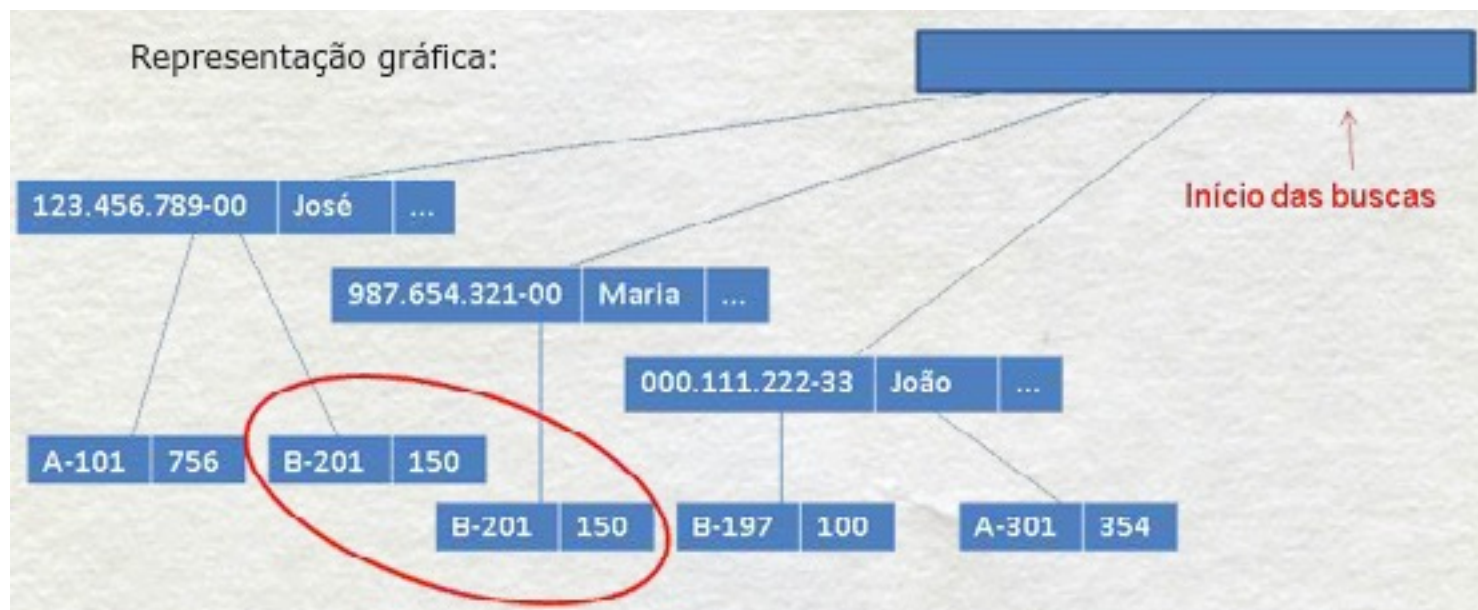 Representação gráfica:
Início das buscas
123.456.789-00 José ...
987.654.321-00 Maria ...
000.111.222-33 João ...
A-101 756 B-201 150
B-201 150 B-197 100 A-301 354